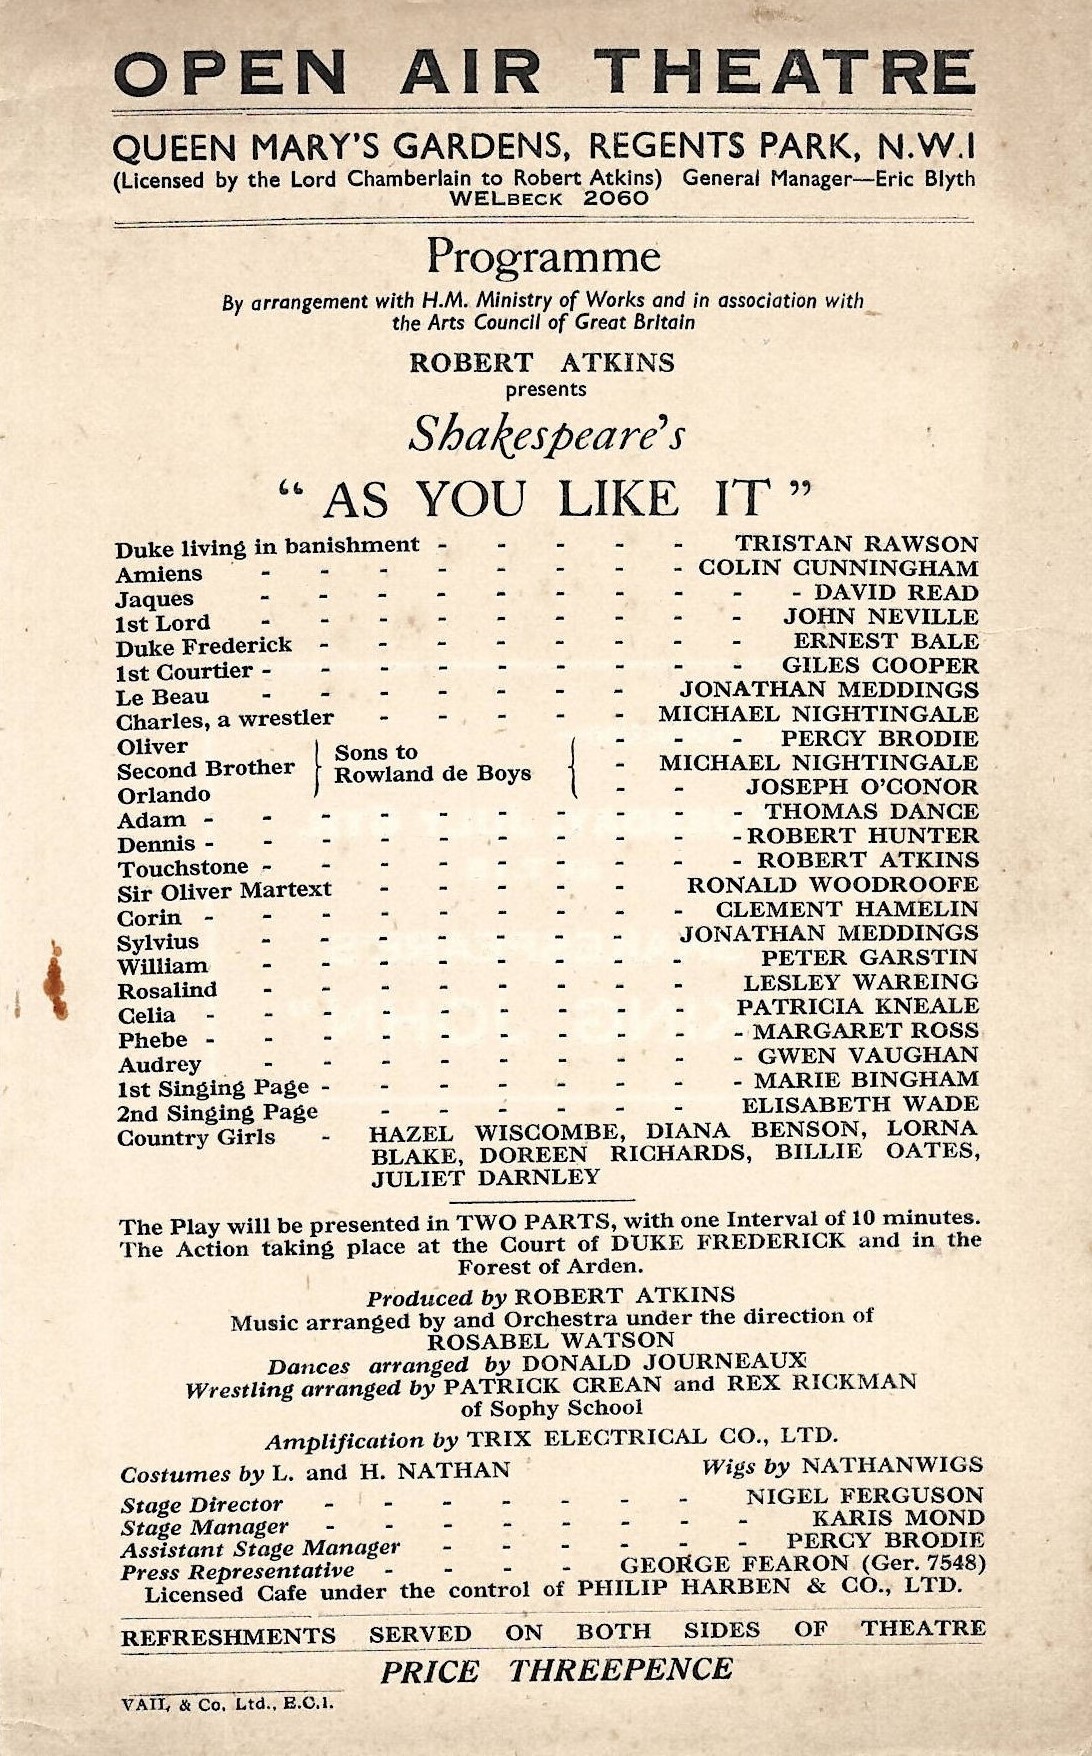 OPEN AIR THEATRE
QUEEN MARY'S GARDENS, REGENTS PARK, N.W.1
(Licensed by the Lord Chamberlain to Robert Atkins) General Manager—Eric Blyth
WELBECK 2060
Programme
By arrangement with H.M. Ministry of Works and in association with
the Arts Council of Great Britain
ROBERT ATKINS
presents
Shakespeare's
" AS YOU LIKE IT "
Duke living in banishment - - - - - TRISTAN RAWSON
Amiens - - - - - - - - COLIN CUNNINGHAM
Jaques - - - - - - - - - - DAVID READ
1st Lord - - - - - - - - - JOHN NEVILLE
Duke Frederick - - - - - - - - ERNEST BALE
1st Courtier - - - - - - - - - GILES COOPER
Le Beau - - - - - - - JONATHAN MEDDINGS
Charles, a wrestler - - - - - MICHAEL NIGHTINGALE
Oliver - - - PERCY BRODIE
Second Brother } Sons to Rowland de Boys { - MICHAEL NIGHTINGALE
Orlando - - JOSEPH O'CONOR
Adam - - - - - - - - - - THOMAS DANCE
Dennis - - - - - - - - - - ROBERT HUNTER
Touchstone - - - - - - - - - ROBERT ATKINS
Sir Oliver Martext - - - - - RONALD WOODROOFE
Corin - - - - - - - - - CLEMENT HAMELIN
Sylvius - - - - - - - JONATHAN MEDDINGS
William - - - - - - - - PETER GARSTIN
Rosalind - - - - - - - - LESLEY WAREING
Celia - - - - - - - - - PATRICIA KNEALE
Phebe - - - - - - - - - - MARGARET ROSS
Audrey - - - - - - - - - GWEN VAUGHAN
1st Singing Page - - - - - - - - MARIE BINGHAM
2nd Singing Page - - - - - - ELISABETH WADE
Country Girls - HAZEL WISCOMBE, DIANA BENSON, LORNA
BLAKE, DOREEN RICHARDS, BILLIE OATES,
JULIET DARNLEY
The Play will be presented in TWO PARTS, with one Interval of 10 minutes.
The Action taking place at the Court of DUKE FREDERICK and in the
Forest of Arden.
Produced by ROBERT ATKINS
Music arranged by and Orchestra under the direction of
ROSABEL WATSON
Dances arranged by DONALD JOURNEAUX
Wrestling arranged by PATRICK CREAN and REX RICKMAN
of Sophy School
Amplification by TRIX ELECTRICAL CO., LTD.
Costumes by L. and H. NATHAN Wigs by NATHANWIGS
Stage Director - - - - - - - NIGEL FERGUSON
Stage Manager - - - - - - - - KARIS MOND
Assistant Stage Manager - - - - - - PERCY BRODIE
Press Representative - - - - GEORGE FEARON (Ger. 7548)
Licensed Cafe under the control of PHILIP HARBEN & CO., LTD.
REFRESHMENTS SERVED ON BOTH SIDES OF THEATRE
PRICE THREEPENCE
VAIL & Co. Ltd., E.C.1.